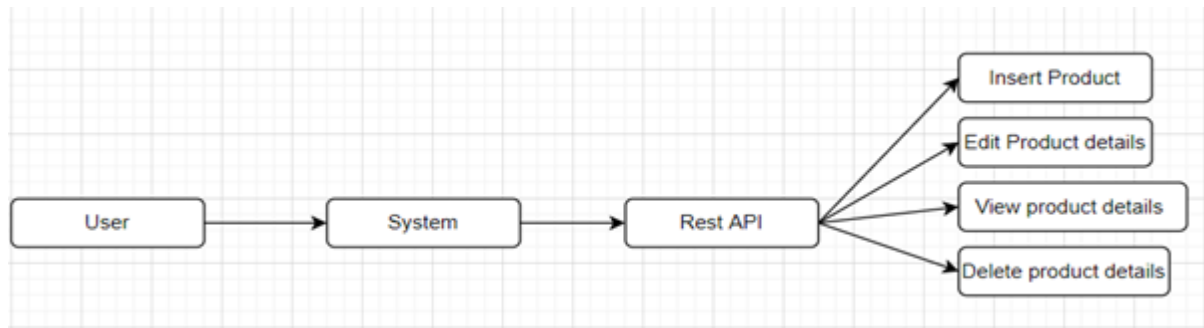 User
System
Rest API
Insert Product
Edit Product details
View product details
Delete product details